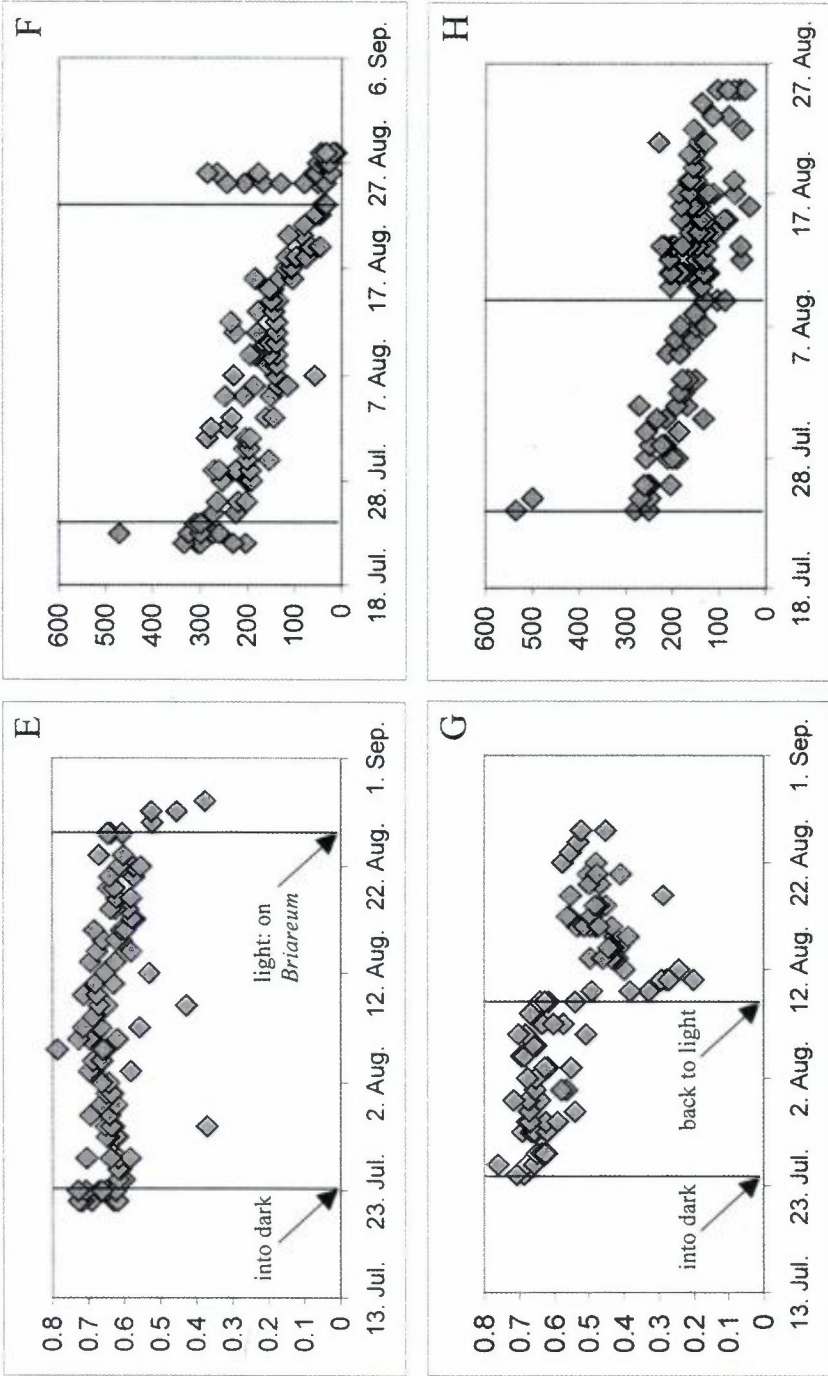 E
0.8
0.7
0.6
0.5
0.4
0.3
0.2
0.1
0
into dark
light: on
Briareum
13. Jul.
23. Jul.
2. Aug.
12. Aug.
22. Aug.
1. Sep.
F
600
500
400
300
200
100
0
18. Jul.
28. Jul.
7. Aug.
17. Aug.
27. Aug.
6. Sep.
G
0.8
0.7
0.6
0.5
0.4
0.3
0.2
0.1
0
into dark
back to light
13. Jul.
23. Jul.
2. Aug.
12. Aug.
22. Aug.
1. Sep.
H
600
500
400
300
200
100
0
18. Jul.
28. Jul.
7. Aug.
17. Aug.
27. Aug.